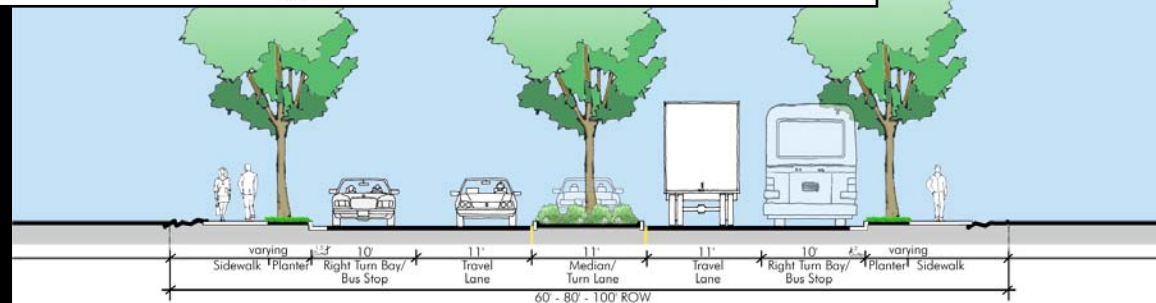 varying 10' 11' 11' 11' 10' varying
Sidewalk Planter Right Turn Bay/ Travel Median/ Travel Right Turn Bay/ Planter Sidewalk
Bus Stop Lane Turn Lane Lane Bus Stop
60' - 80' - 100' ROW